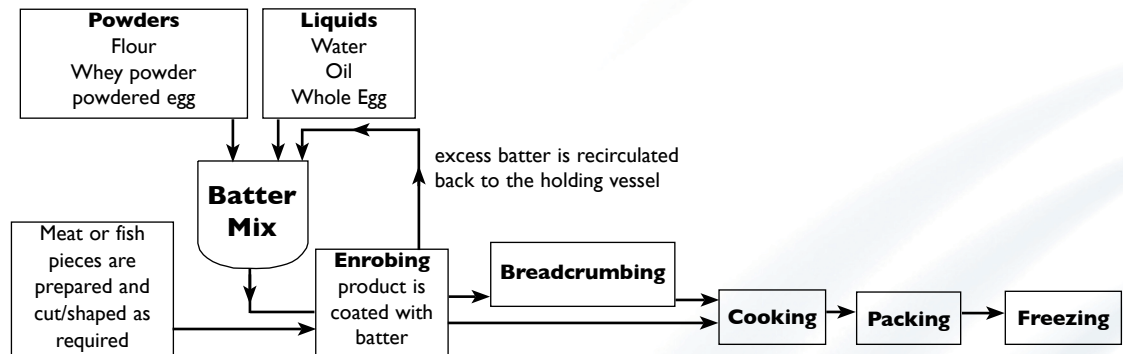 Powders
Flour
Whey powder
powdered egg
Liquids
Water
Oil
Whole Egg
excess batter is recirculated
back to the holding vessel
Batter
Mix
Meat or fish
pieces are
prepared and
cut/shaped as
required
Enrobing
product is
coated with
batter
Breadcrumbing
Cooking
Packing
Freezing